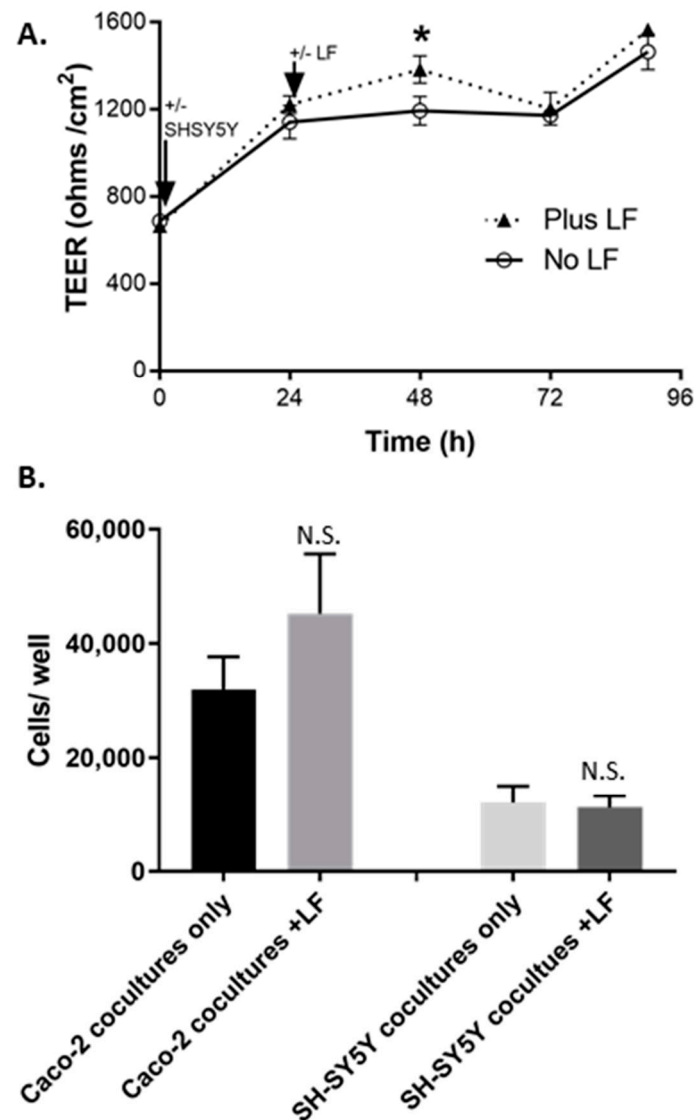 A.
1600
1200
800
400
0
TEER (ohms /cm²)
+/-
SHSY5Y
+/- LF
*
Plus LF
No LF
0 24 48 72 96
Time (h)
B.
60,000
40,000
20,000
0
Cells/ well
N.S.
N.S.
Caco-2 cocultures only
Caco-2 cocultures +LF
SH-SY5Y cocultures only
SH-SY5Y cocultues +LF